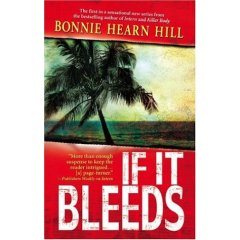 The first in a sensational new series from
the bestselling author of Intern and Killer Body
BONNIE HEARN HILL
"More than enough
suspense to keep the
reader intrigued. . . .
[a] page-turner."
—Publishers Weekly on Intern
IF IT
BLEEDS